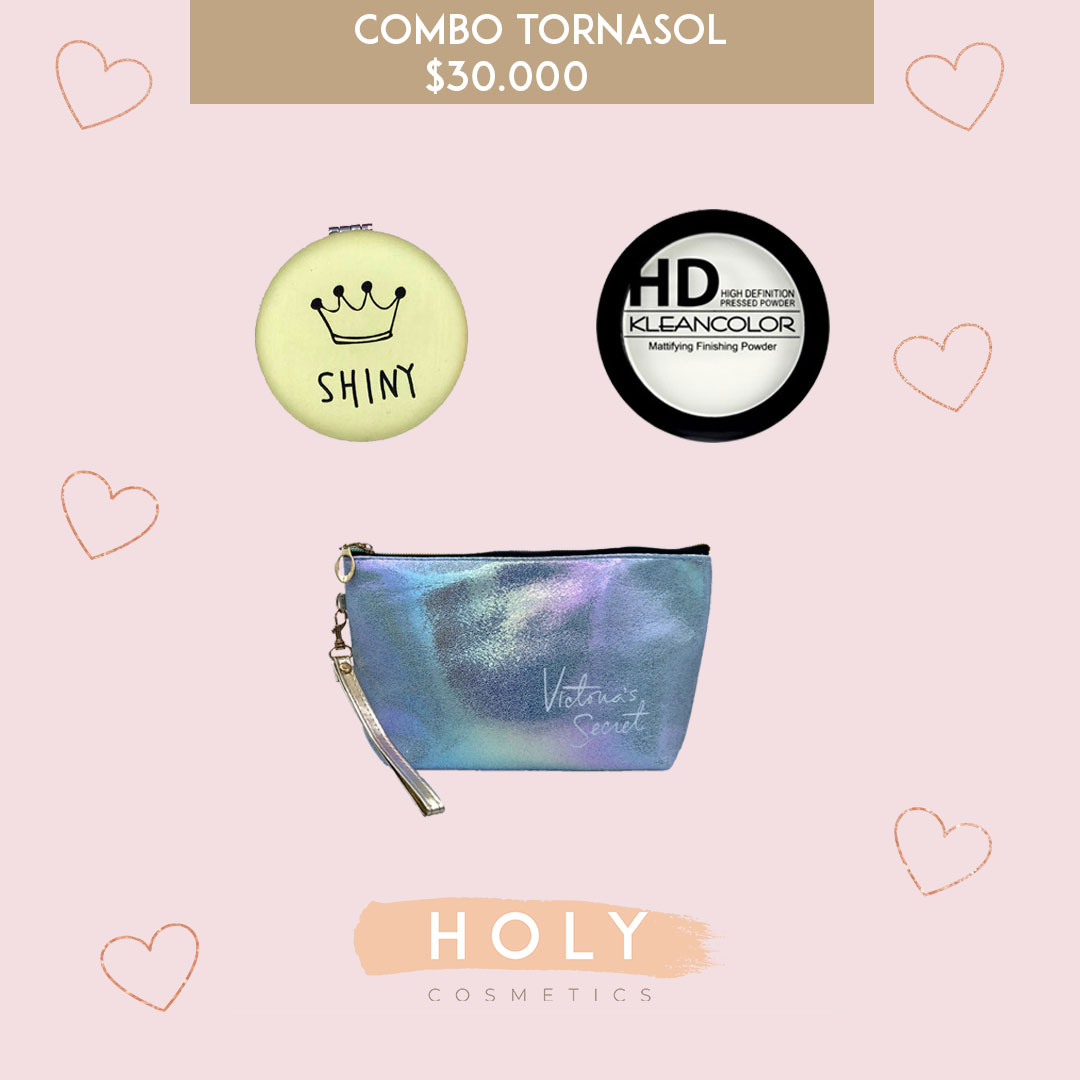 COMBO TORNASOL
$30.000
SHINY
HD
HIGH DEFINITION
PRESSED POWDER
KLEANCOLOR
Mattifying Finishing Powder
Victoria's
Secret
HOLY
COSMETICS